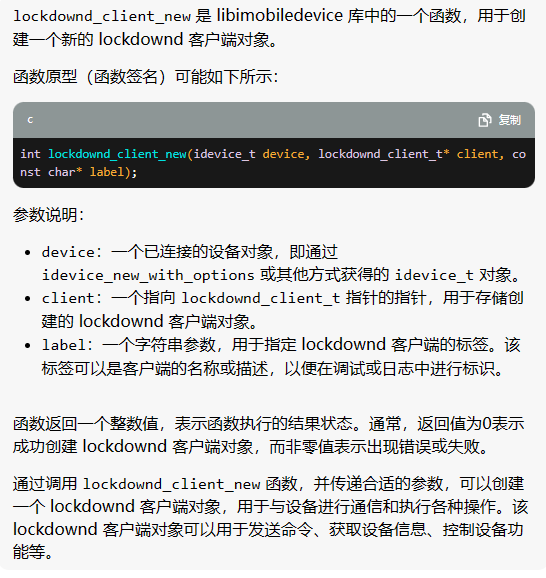 lockdownd_client_new 是 libimobiledevice 库中的一个函数，用于创
建一个新的 lockdownd 客户端对象。
函数原型（函数签名）可能如下所示：
c
复制
int lockdownd_client_new(idevice_t device, lockdownd_client_t* client, co
nst char* label);
参数说明：
• device：一个已连接的设备对象，即通过
idevice_new_with_options 或其他方式获得的 idevice_t 对象。
• client：一个指向 lockdownd_client_t 指针的指针，用于存储创
建的 lockdownd 客户端对象。
• label：一个字符串参数，用于指定 lockdownd 客户端的标签。该
标签可以是客户端的名称或描述，以便在调试或日志中进行标识。
函数返回一个整数值，表示函数执行的结果状态。通常，返回值为0表示
成功创建 lockdownd 客户端对象，而非零值表示出现错误或失败。
通过调用 lockdownd_client_new 函数，并传递合适的参数，可以创建
一个 lockdownd 客户端对象，用于与设备进行通信和执行各种操作。该
lockdownd 客户端对象可以用于发送命令、获取设备信息、控制设备功
能等。